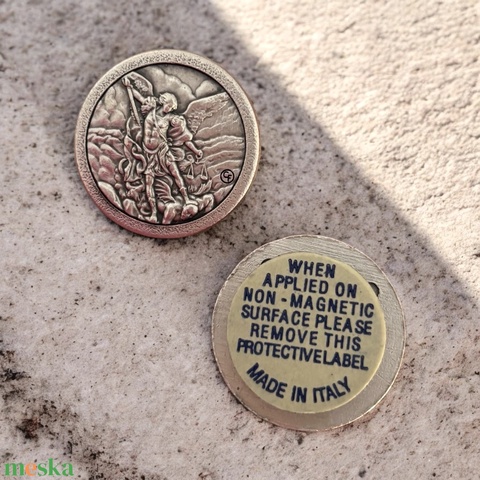 WHEN
APPLIED ON
NON-MAGNETIC
SURFACE PLEASE
REMOVE THIS
PROTECTIVELABEL
MADE IN ITALY
meska